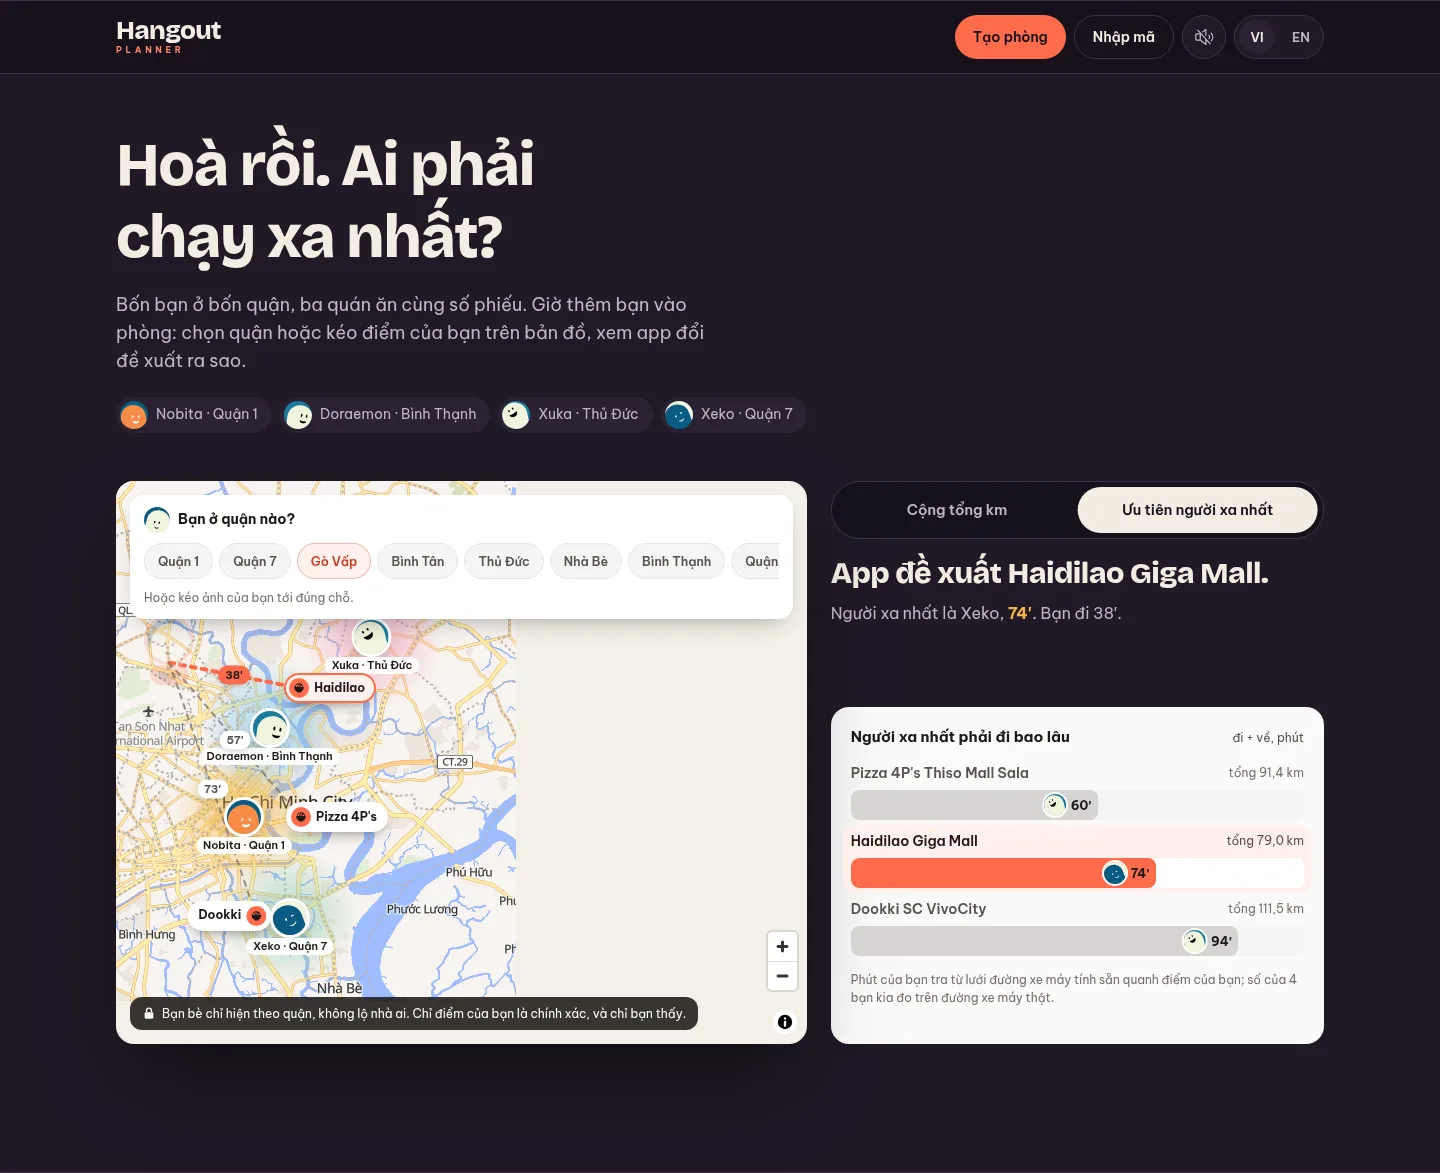 Hangout
PLANNER
Tạo phòng
Nhập mã
VI
EN
Hoà rồi. Ai phải
chạy xa nhất?
Bốn bạn ở bốn quận, ba quán ăn cùng số phiếu. Giờ thêm bạn vào
phòng: chọn quận hoặc kéo điểm của bạn trên bản đồ, xem app đổi
đề xuất ra sao.
Nobita · Quận 1
Doraemon · Bình Thạnh
Xuka · Thủ Đức
Xeko · Quận 7
Bạn ở quận nào?
Quận 1
Quận 7
Gò Vấp
Bình Tân
Thủ Đức
Nhà Bè
Bình Thạnh
Quận
Hoặc kéo ảnh của bạn tới đúng chỗ.
QL.
Xuka · Thủ Đức
38'
Haidilao
Tan Son Nhat
rnational Airport
57'
Doraemon · Bình Thạnh
CT.29
73'
Chi Minh City
Pizza 4P's
Nobita · Quận 1
Phú Hữu
Phước Lương
Phu
Dookki
Bình Hưng
Xeko · Quận 7
Ph
Nhà Bè
Bạn bè chỉ hiện theo quận, không lộ nhà ai. Chỉ điểm của bạn là chính xác, và chỉ bạn thấy.
Cộng tổng km
Ưu tiên người xa nhất
App đề xuất Haidilao Giga Mall.
Người xa nhất là Xeko, 74'. Bạn đi 38'.
Người xa nhất phải đi bao lâu
đi + về, phút
Pizza 4P's Thiso Mall Sala
tổng 91,4 km
60'
Haidilao Giga Mall
tổng 79,0 km
74'
Dookki SC VivoCity
tổng 111,5 km
94'
Phút của bạn tra từ lưới đường xe máy tính sẵn quanh điểm của bạn; số của 4
bạn kia đo trên đường xe máy thật.